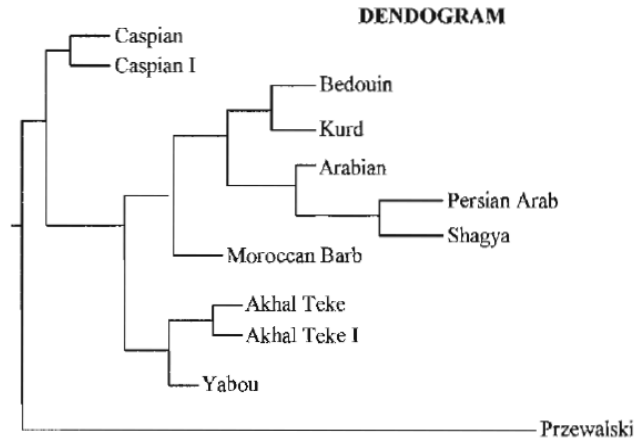 DENDOGRAM
Caspian
Caspian I
Bedouin
Kurd
Arabian
Persian Arab
Shagya
Moroccan Barb
Akhal Teke
Akhal Teke I
Yabou
Przewalski